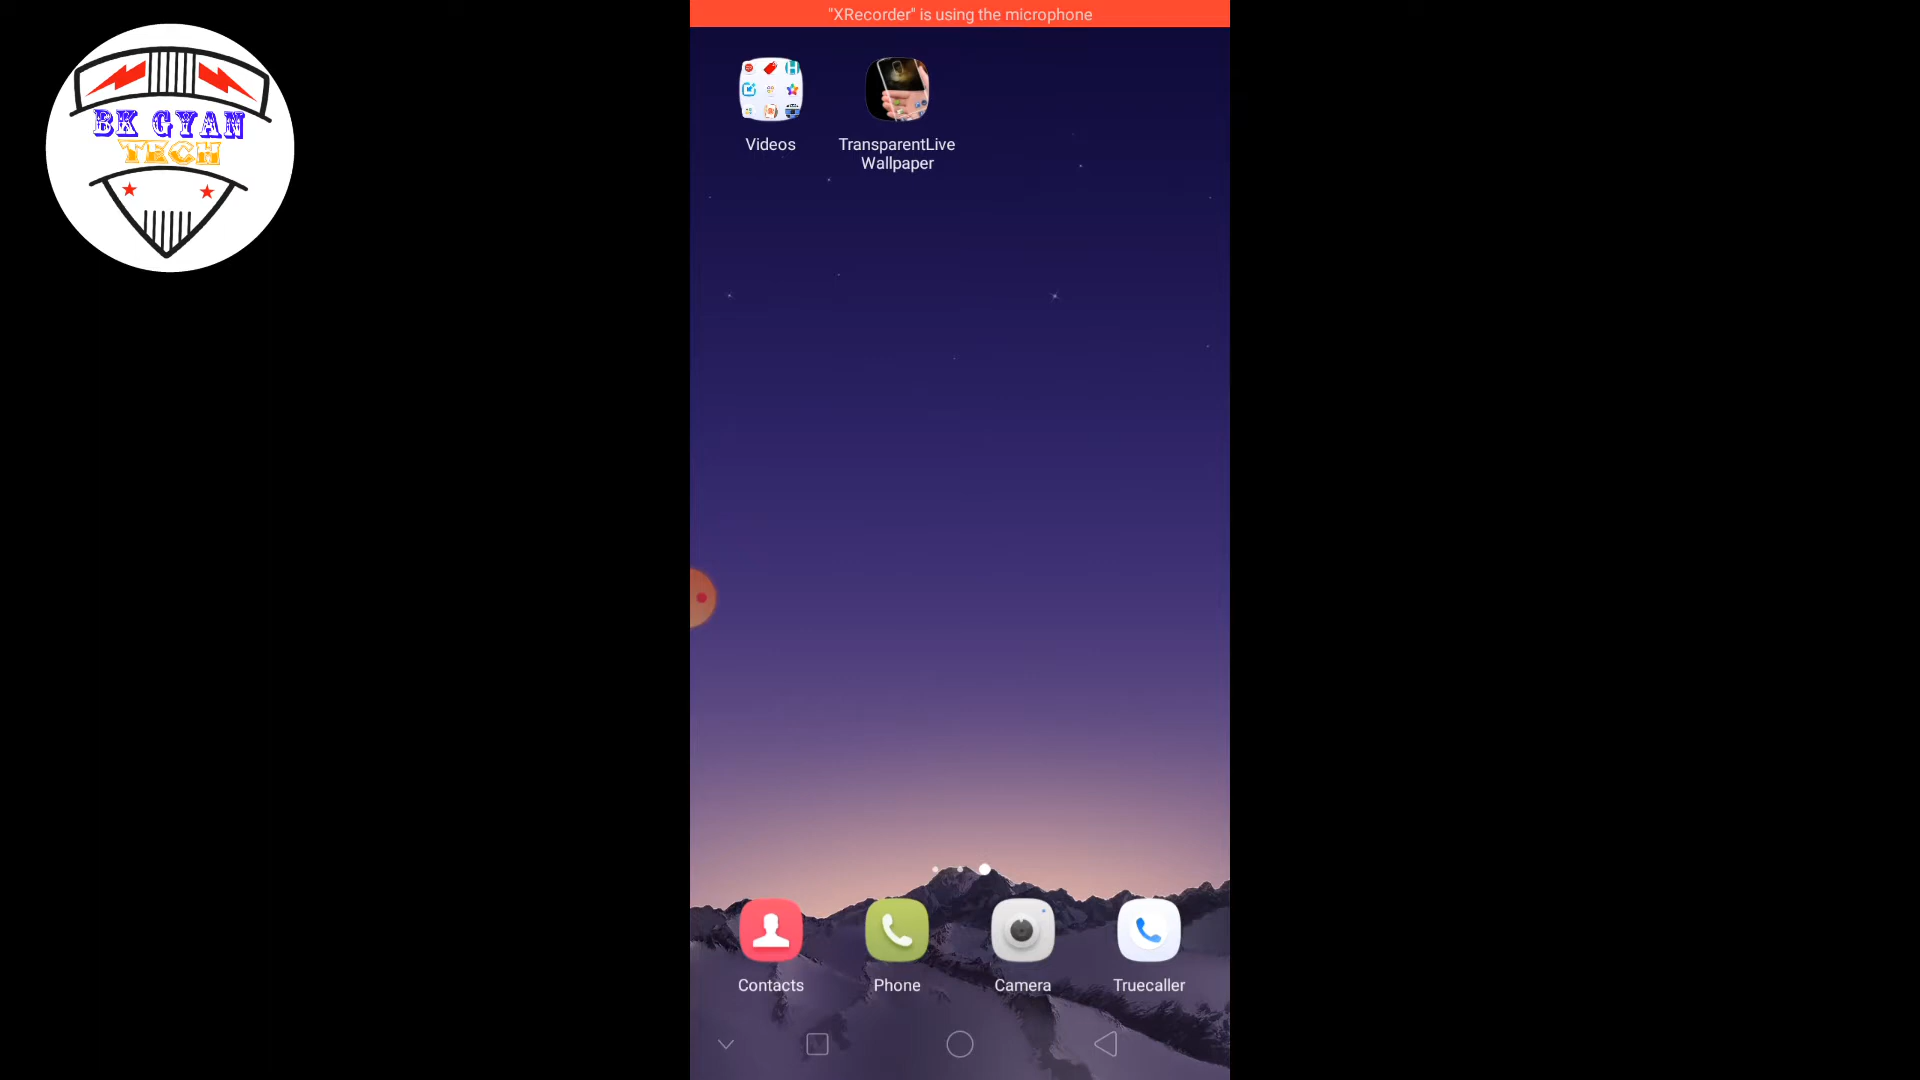 "XRecorder" is using the microphone
BK GYAN
TECH
Videos
TransparentLive
Wallpaper
Contacts
Phone
Camera
Truecaller